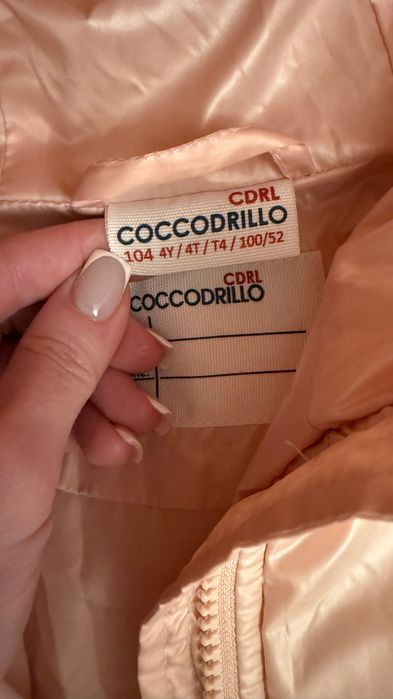 CDRL
COCCODRILLO
104 4Y / 4T / T4 / 100/52
CDRL
COCCODRILLO